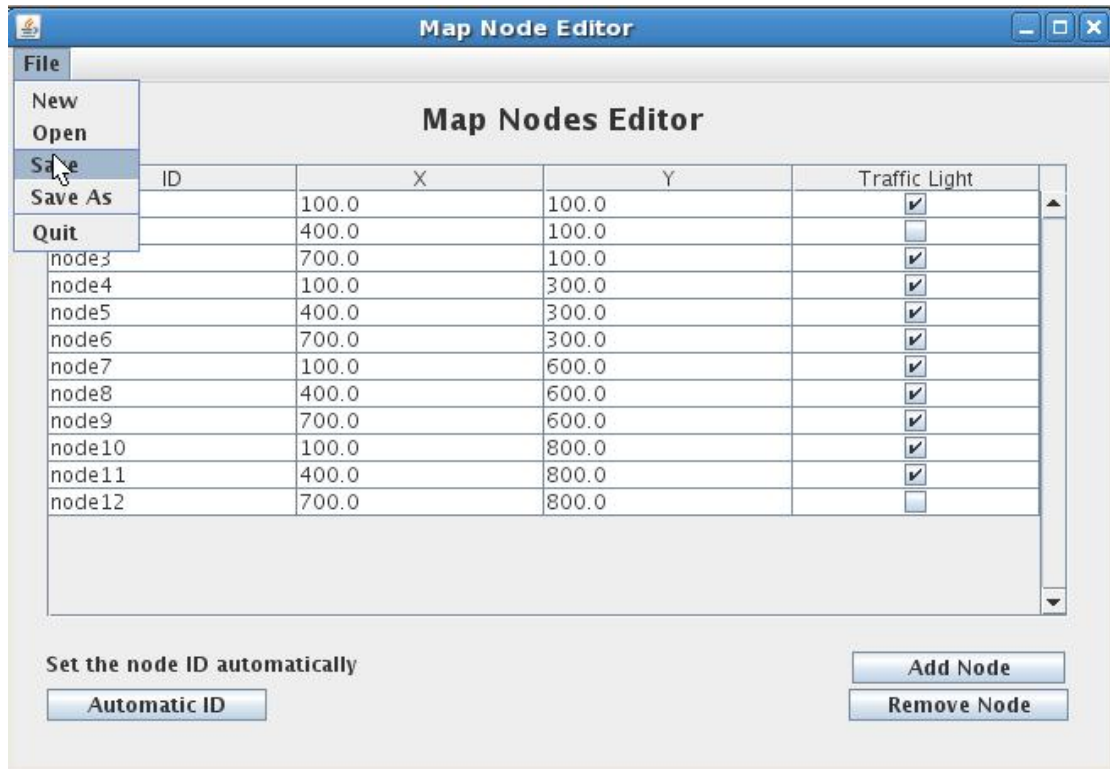 Map Node Editor
File
New
Open
Save
Save As
Quit
Map Nodes Editor
ID X Y Traffic Light
100.0 100.0
400.0 100.0
node3 700.0 100.0
node4 100.0 300.0
node5 400.0 300.0
node6 700.0 300.0
node7 100.0 600.0
node8 400.0 600.0
node9 700.0 600.0
node10 100.0 800.0
node11 400.0 800.0
node12 700.0 800.0
Set the node ID automatically
Automatic ID
Add Node
Remove Node